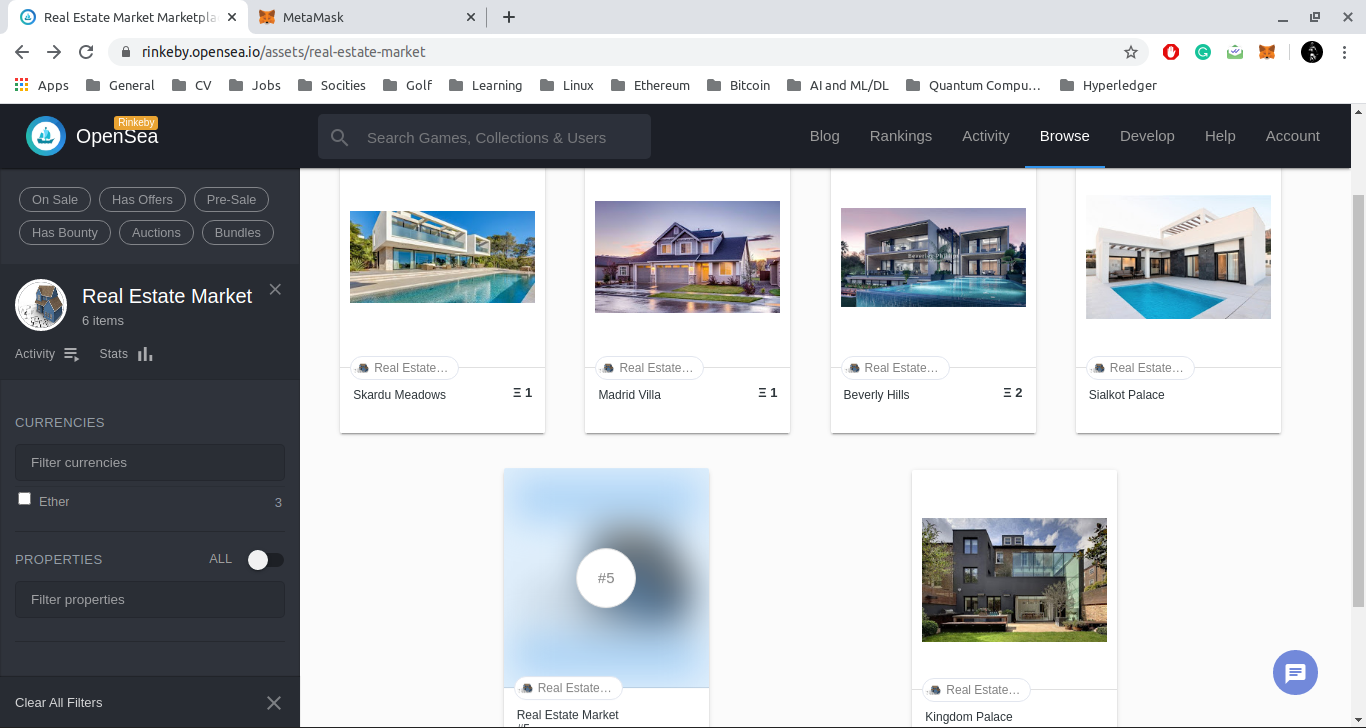 Real Estate Market Marketpla
MetaMask
rinkeby.opensea.io/assets/real-estate-market
Apps
General
CV
Jobs
Socities
Golf
Learning
Linux
Ethereum
Bitcoin
AI and ML/DL
Quantum Compu…
Hyperledger
Rinkeby
OpenSea
Search Games, Collections & Users
Blog
Rankings
Activity
Browse
Develop
Help
Account
On Sale
Has Offers
Pre-Sale
Has Bounty
Auctions
Bundles
Real Estate Market
6 items
Activity
Stats
CURRENCIES
Filter currencies
Ether
3
PROPERTIES
ALL
Filter properties
Clear All Filters
Real Estate…
Skardu Meadows
Ξ 1
Real Estate…
Madrid Villa
Ξ 1
Real Estate…
Beverly Hills
Ξ 2
Real Estate…
Sialkot Palace
#5
Real Estate…
Real Estate Market
#5
Real Estate…
Kingdom Palace